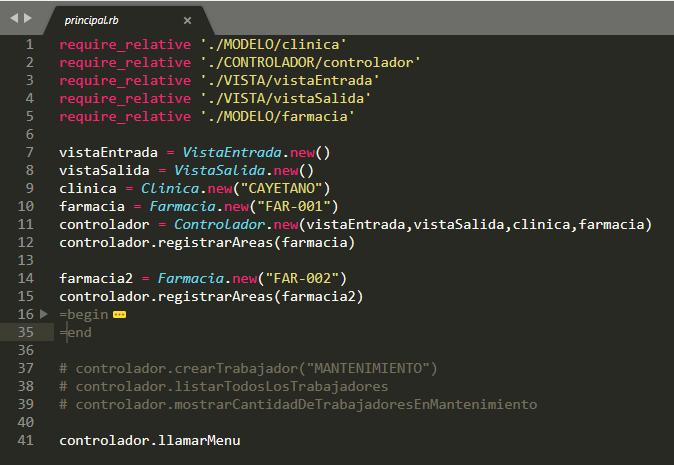 principal.rb
1 require_relative './MODELO/clinica'
2 require_relative './CONTROLADOR/controlador'
3 require_relative './VISTA/vistaEntrada'
4 require_relative './VISTA/vistaSalida'
5 require_relative './MODELO/farmacia'
6
7 vistaEntrada = VistaEntrada.new()
8 vistaSalida = VistaSalida.new()
9 clinica = Clinica.new("CAYETANO")
10 farmacia = Farmacia.new("FAR-001")
11 controlador = Controlador.new(vistaEntrada,vistaSalida,clinica,farmacia)
12 controlador.registrarAreas(farmacia)
13
14 farmacia2 = Farmacia.new("FAR-002")
15 controlador.registrarAreas(farmacia2)
16 =begin
35 =end
36
37 # controlador.crearTrabajador("MANTENIMIENTO")
38 # controlador.listarTodosLosTrabajadores
39 # controlador.mostrarCantidadDeTrabajadoresEnMantenimiento
40
41 controlador.llamarMenu